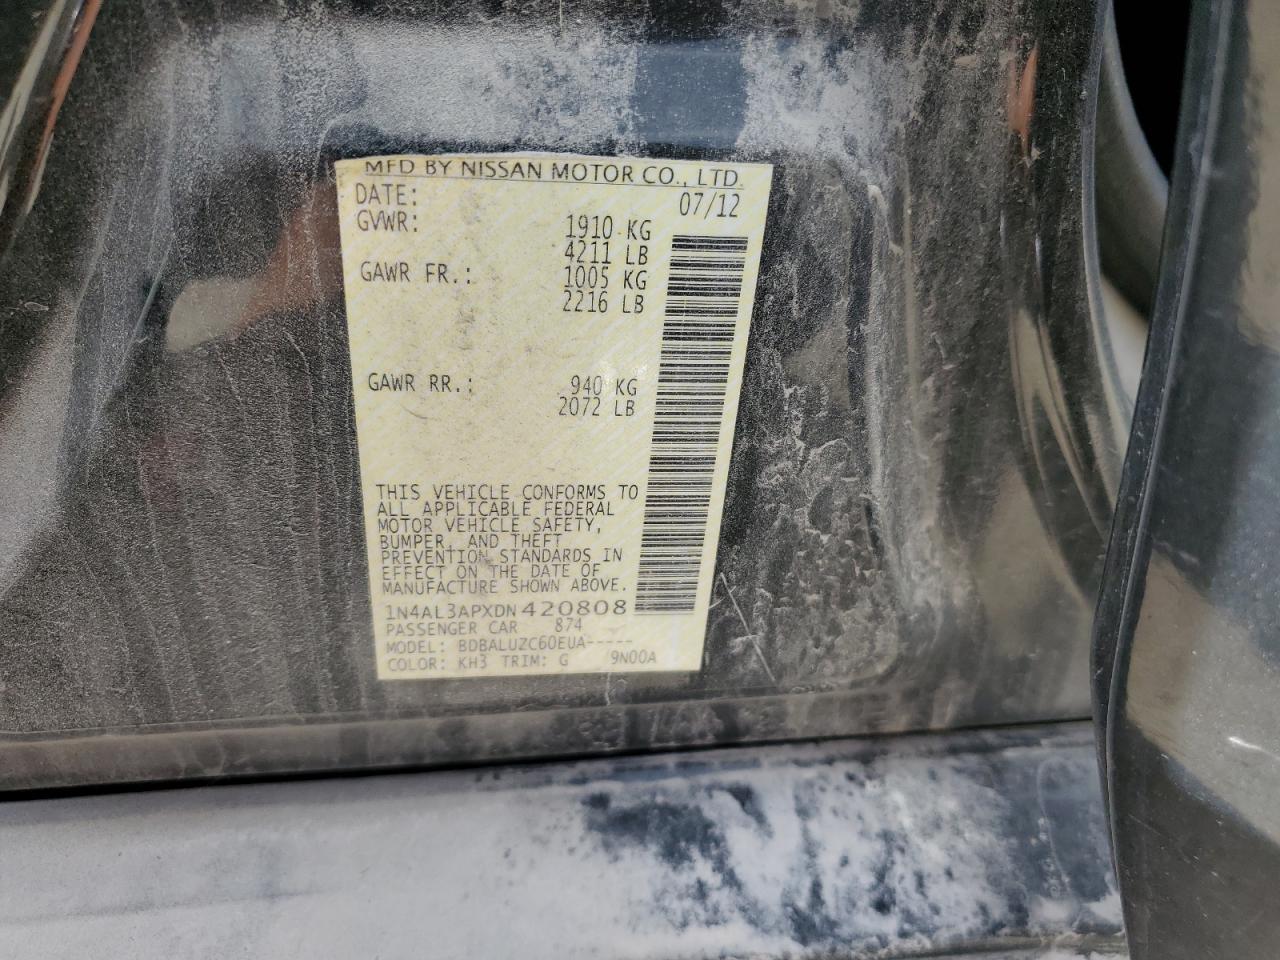 MFD BY NISSAN MOTOR CO., LTD.
DATE: 07/12
GVWR: 1910 KG
4211 LB
GAWR FR.: 1005 KG
2216 LB
GAWR RR.: 940 KG
2072 LB
THIS VEHICLE CONFORMS TO
ALL APPLICABLE FEDERAL
MOTOR VEHICLE SAFETY,
BUMPER, AND THEFT
PREVENTION STANDARDS IN
EFFECT ON THE DATE OF
MANUFACTURE SHOWN ABOVE.
1N4AL3APXDN420808
PASSENGER CAR 874
MODEL: BDBALUZC60EUA-----
COLOR: KH3 TRIM: G 9N00A